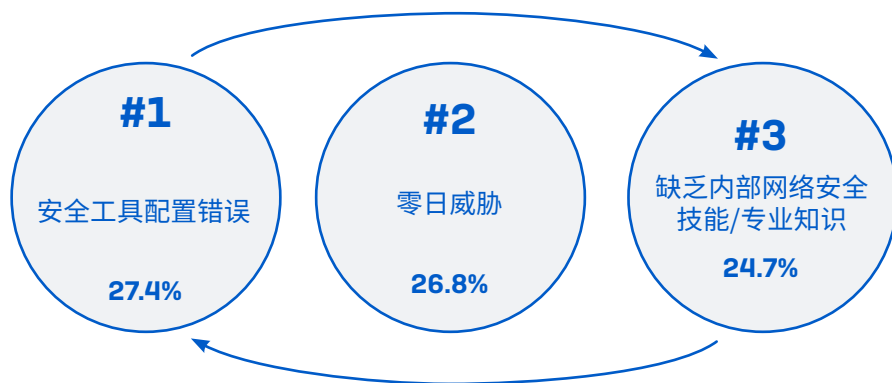 #1
安全工具配置错误
27.4%
#2
零日威胁
26.8%
#3
缺乏内部网络安全
技能/专业知识
24.7%